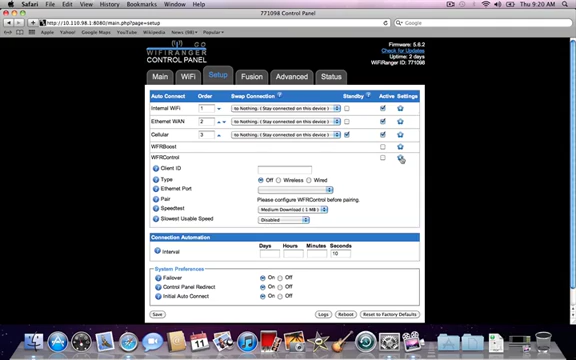 Safari File Edit View History Bookmarks Window Help
Thu 9:20 AM
771098 Control Panel
http://10.110.98.1:8080/main.php?page=setup
Apple Yahoo! Google Maps YouTube Wikipedia News (18) Popular
GO
WIFIRANGER
CONTROL PANEL
Firmware: 5.6.2
Check for Updates
Uptime: 2 days
WiFiRanger ID: 771098
Main WiFi Setup Fusion Advanced Status
Auto Connect Order Swap Connection Standby Active Settings
Internal WiFi 1 to Nothing. ( Stay connected on this device )
Ethernet WAN 2 to Nothing. ( Stay connected on this device )
Cellular 3 to Nothing. ( Stay connected on this device )
WFRBoost
WFRControl
Client ID
Type Off Wireless Wired
Ethernet Port
Pair Please configure WFRControl before pairing.
Speedtest Medium Download ( 1 MB )
Slowest Usable Speed Disabled
Connection Automation
Days Hours Minutes Seconds
Interval 10
System Preferences
Failover On Off
Control Panel Redirect On Off
Initial Auto Connect On Off
Save Logs Reboot Reset to Factory Defaults
11